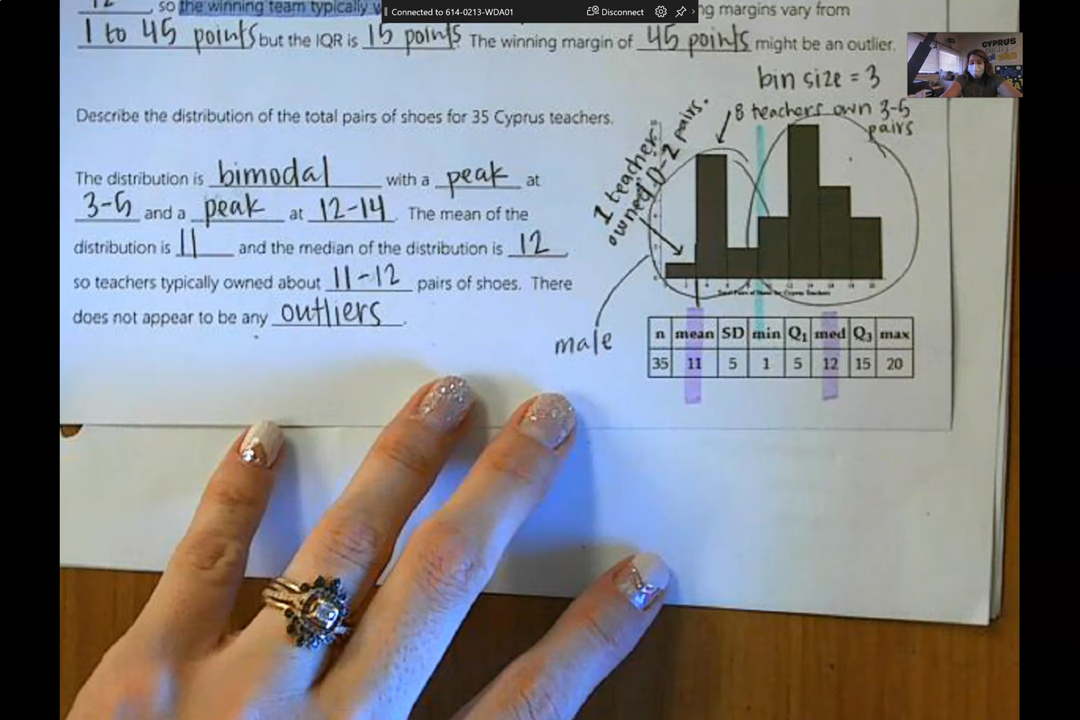 Connected to 614-0213-WDA01 Disconnect
12, so the winning team typically
ng margins vary from
1 to 45 points but the IQR is 15 points. The winning margin of 45 points might be an outlier.
CYPRUS
bin size = 3
8 teachers own 3-5
pairs
1 teacher
owned 0-2 pairs.
Describe the distribution of the total pairs of shoes for 35 Cyprus teachers.
The distribution is bimodal with a peak at
3-5 and a peak at 12-14. The mean of the
distribution is 11 and the median of the distribution is 12
so teachers typically owned about 11-12 pairs of shoes. There
does not appear to be any outliers.
male
n mean SD min Q1 med Q3 max
35 11 5 1 5 12 15 20